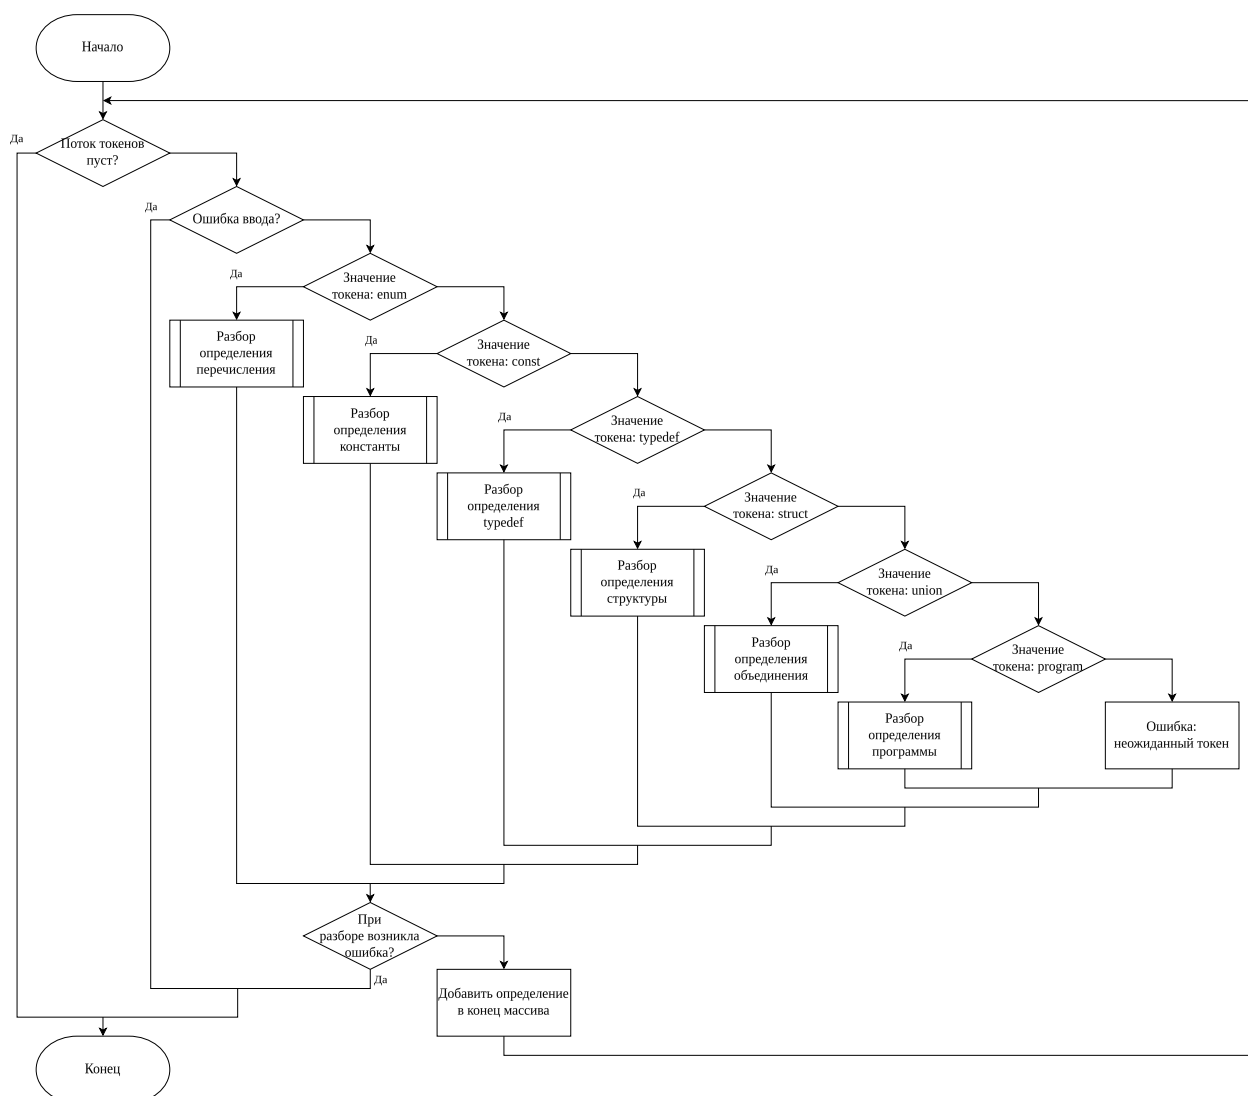 Начало
Да
Поток токенов
пуст?
Да
Ошибка ввода?
Да
Значение
токена: enum
Разбор
определения
перечисления
Да
Значение
токена: const
Разбор
определения
константы
Да
Значение
токена: typedef
Разбор
определения
typedef
Да
Значение
токена: struct
Разбор
определения
структуры
Да
Значение
токена: union
Разбор
определения
объединения
Да
Значение
токена: program
Разбор
определения
программы
Ошибка:
неожиданный токен
При
разборе возникла
ошибка?
Да
Добавить определение
в конец массива
Конец